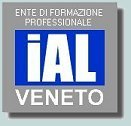 ENTE DI FORMAZIONE
PROFESSIONALE
iAL
VENETO